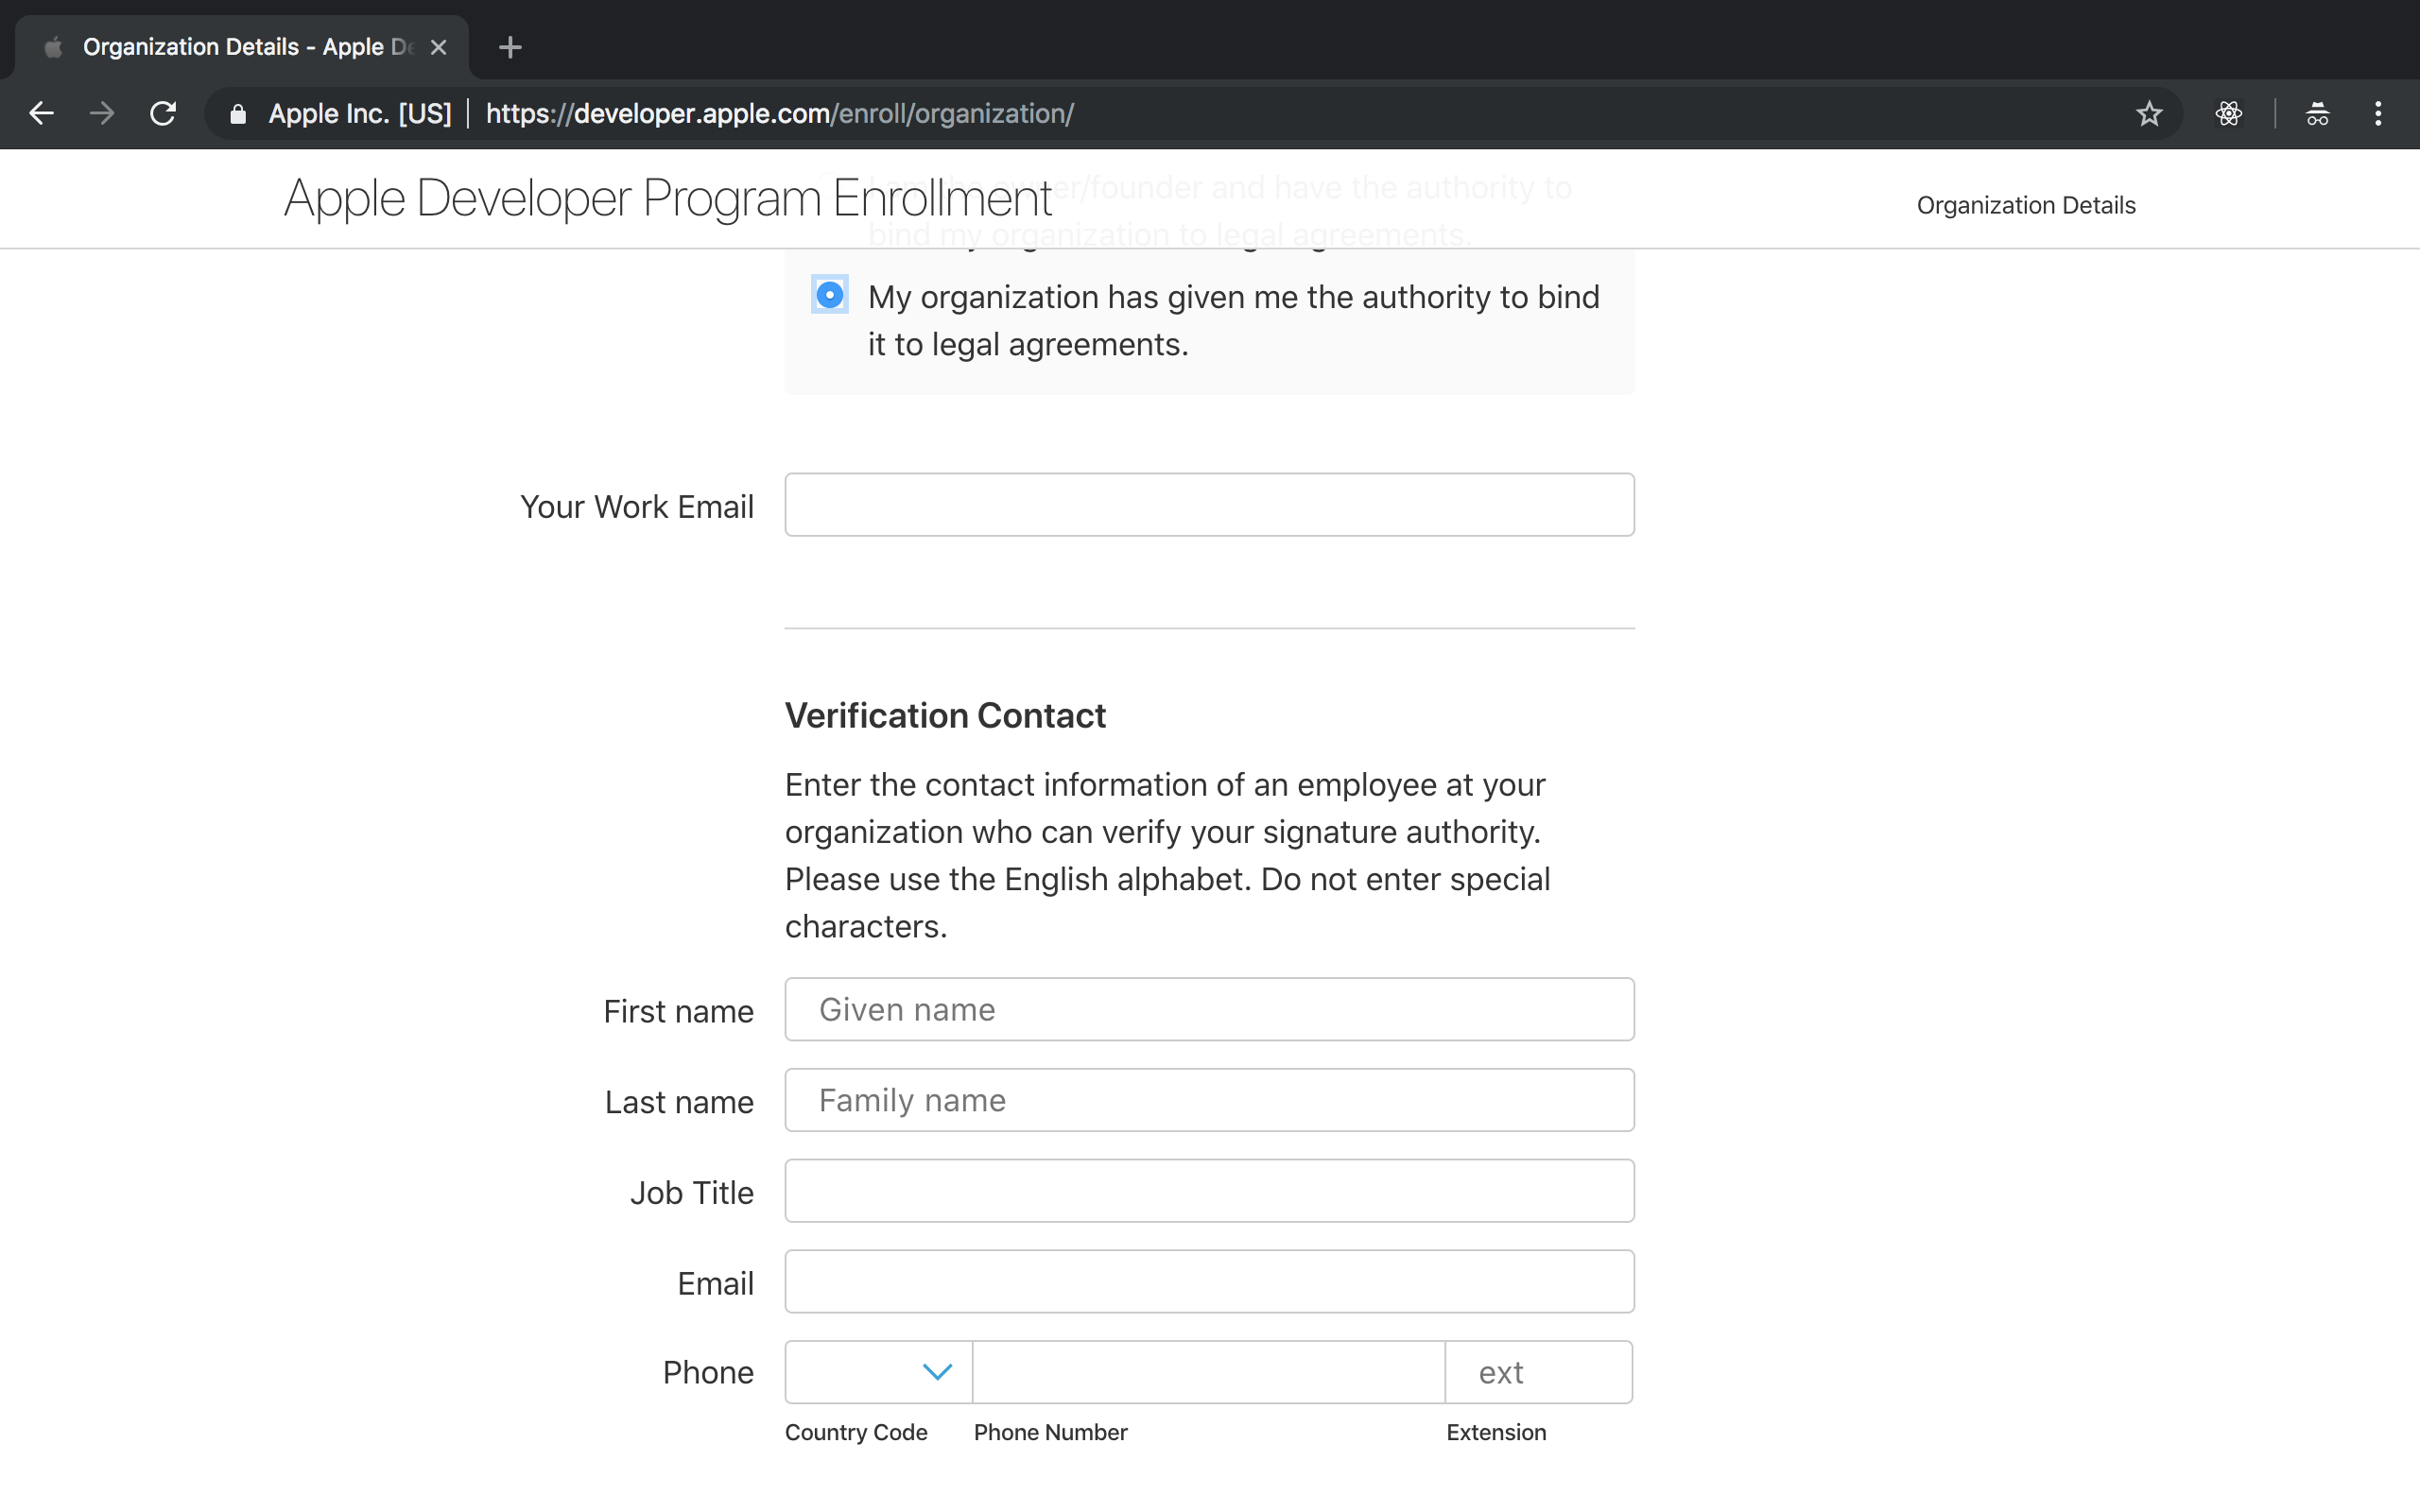 Organization Details - Apple De
Apple Inc. [US] | https://developer.apple.com/enroll/organization/
Apple Developer Program Enrollment
Organization Details
er/founder and have the authority to
bind my organization to legal agreements.
My organization has given me the authority to bind
it to legal agreements.
Your Work Email
Verification Contact
Enter the contact information of an employee at your
organization who can verify your signature authority.
Please use the English alphabet. Do not enter special
characters.
First name
Given name
Last name
Family name
Job Title
Email
Phone
ext
Country Code
Phone Number
Extension